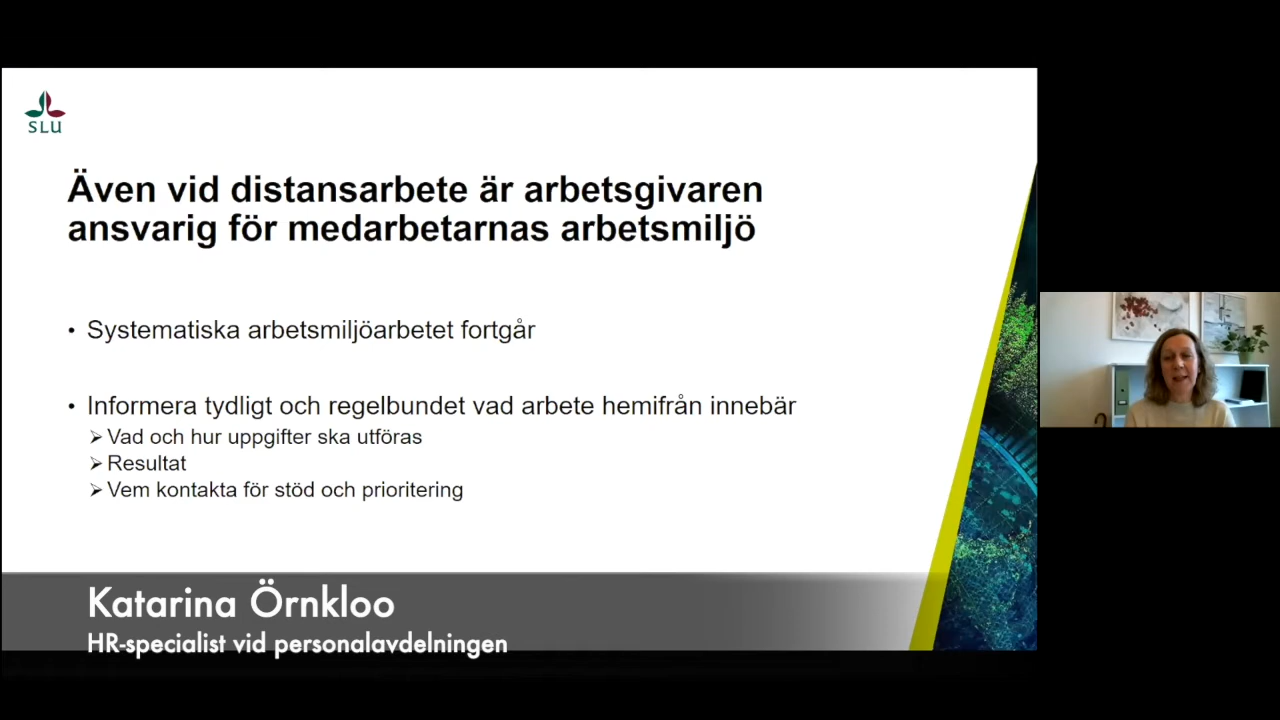 SLU
Även vid distansarbete är arbetsgivaren
ansvarig för medarbetarnas arbetsmiljö
• Systematiska arbetsmiljöarbetet fortgår
• Informera tydligt och regelbundet vad arbete hemifrån innebär
➢ Vad och hur uppgifter ska utföras
➢ Resultat
➢ Vem kontakta för stöd och prioritering
Katarina Örnkloo
HR-specialist vid personalavdelningen